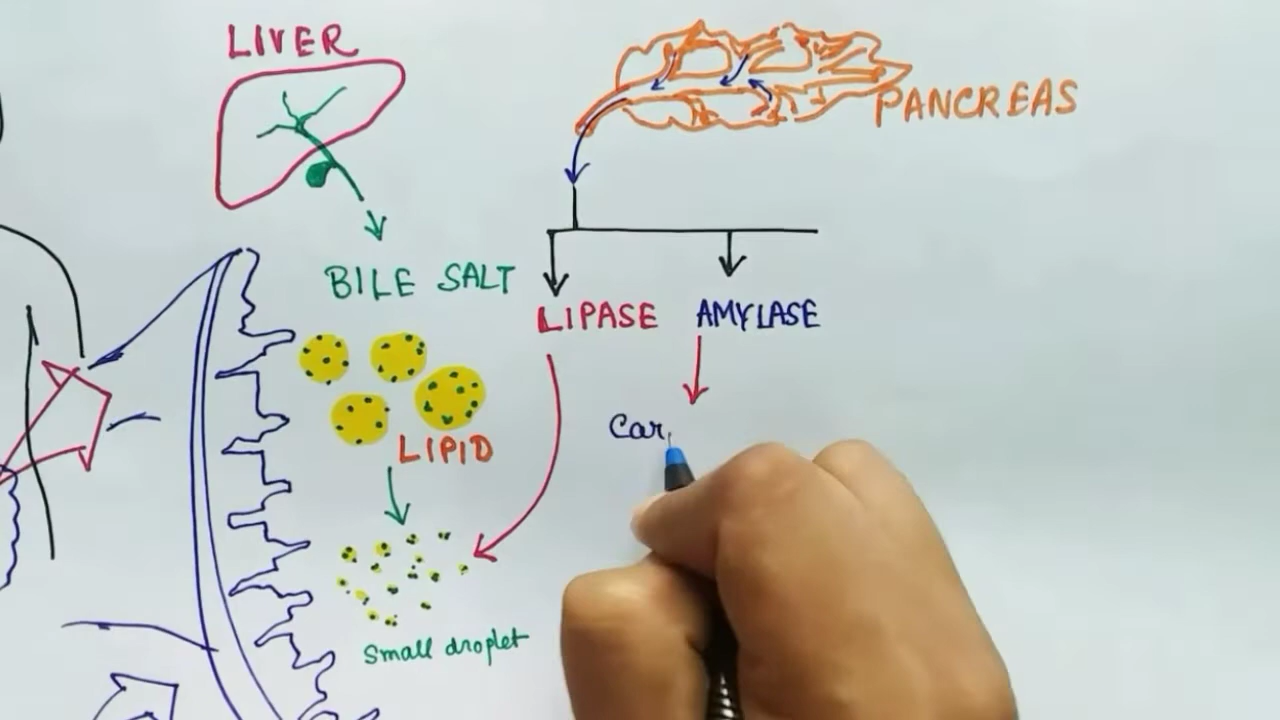 LIVER
PANCREAS
BILE SALT
LIPASE
AMYLASE
LIPID
Car
Small droplet